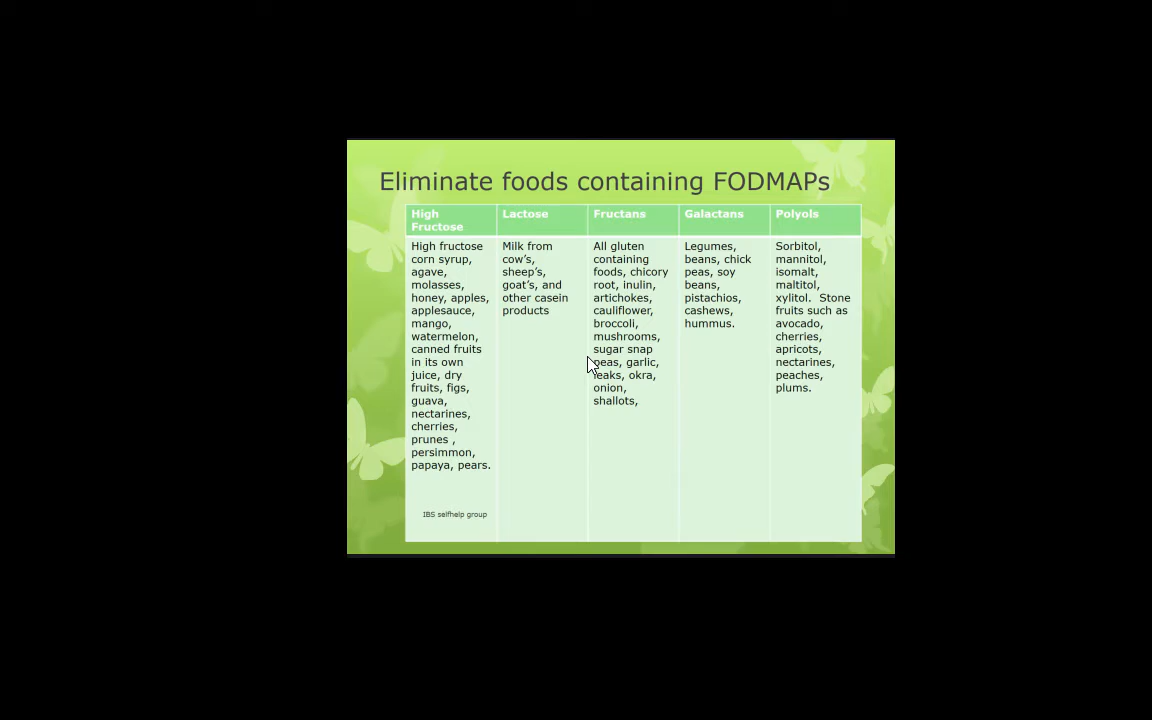 Eliminate foods containing FODMAPs
High
Fructose
Lactose
Fructans
Galactans
Polyols
High fructose
corn syrup,
agave,
molasses,
honey, apples,
applesauce,
mango,
watermelon,
canned fruits
in its own
juice, dry
fruits, figs,
guava,
nectarines,
cherries,
prunes ,
persimmon,
papaya, pears.
Milk from
cow's,
sheep's,
goat's, and
other casein
products
All gluten
containing
foods, chicory
root, inulin,
artichokes,
cauliflower,
broccoli,
mushrooms,
sugar snap
peas, garlic,
leaks, okra,
onion,
shallots,
Legumes,
beans, chick
peas, soy
beans,
pistachios,
cashews,
hummus.
Sorbitol,
mannitol,
isomalt,
maltitol,
xylitol.  Stone
fruits such as
avocado,
cherries,
apricots,
nectarines,
peaches,
plums.
IBS selfhelp group